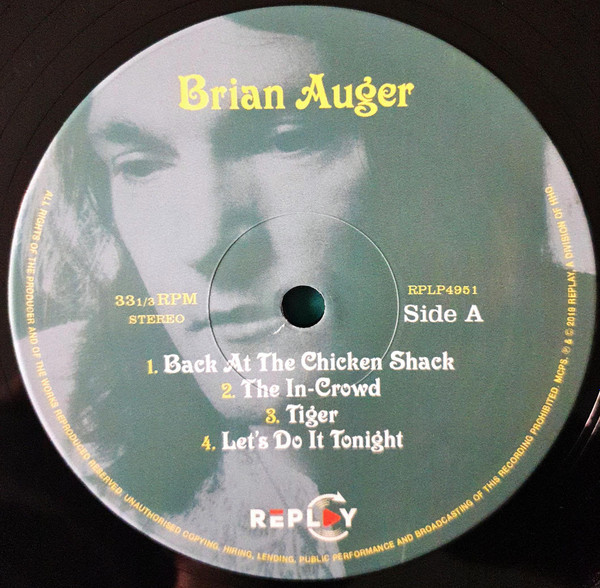 Brian Auger
33 1/3 RPM
STEREO
RPLP4951
Side A
1. Back At The Chicken Shack
2. The In-Crowd
3. Tiger
4. Let's Do It Tonight
REPLAY
ALL RIGHTS OF THE PRODUCER AND OF THE WORKS REPRODUCED RESERVED. UNAUTHORISED COPYING, HIRING, LENDING, PUBLIC PERFORMANCE AND BROADCASTING OF THIS RECORDING PROHIBITED. MCPS. ℗ & © 2019 REPLAY, A DIVISION OF HHO.